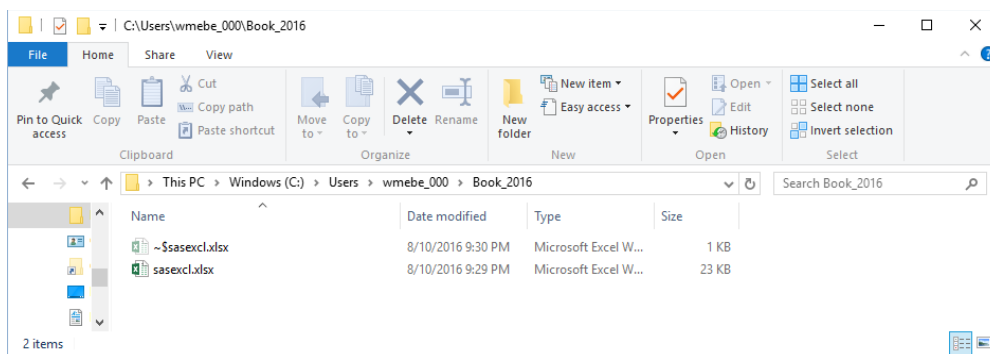 C:\Users\wmebe_000\Book_2016
File Home Share View
Pin to Quick access
Copy
Paste
Cut
Copy path
Paste shortcut
Clipboard
Move to
Copy to
Delete
Rename
Organize
New folder
New item
Easy access
New
Properties
Open
Edit
History
Open
Select all
Select none
Invert selection
Select
This PC > Windows (C:) > Users > wmebe_000 > Book_2016
Search Book_2016
Name Date modified Type Size
~$sasexcl.xlsx 8/10/2016 9:30 PM Microsoft Excel W... 1 KB
sasexcl.xlsx 8/10/2016 9:29 PM Microsoft Excel W... 23 KB
2 items